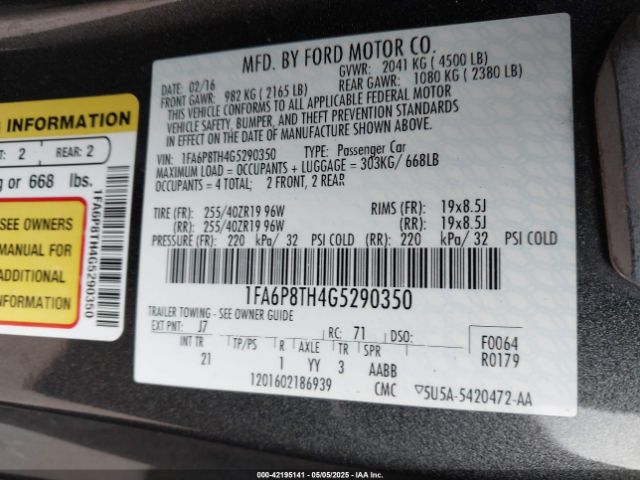 G INFORMATION
T: 2 REAR: 2
g or 668 lbs.
SEE OWNERS
MANUAL FOR
ADDITIONAL
INFORMATION
1FA6P8TH4G5290350
MFD. BY FORD MOTOR CO.
DATE: 02/16 GVWR: 2041 KG ( 4500 LB)
FRONT GAWR: 982 KG ( 2165 LB) REAR GAWR: 1080 KG ( 2380 LB)
THIS VEHICLE CONFORMS TO ALL APPLICABLE FEDERAL MOTOR
VEHICLE SAFETY, BUMPER, AND THEFT PREVENTION STANDARDS
IN EFFECT ON THE DATE OF MANUFACTURE SHOWN ABOVE.
VIN: 1FA6P8TH4G5290350 TYPE: Passenger Car
MAXIMUM LOAD = OCCUPANTS + LUGGAGE = 303KG/ 668LB
OCCUPANTS = 4 TOTAL; 2 FRONT, 2 REAR
TIRE (FR): 255/40ZR19 96W RIMS (FR): 19x8.5J
(RR): 255/40ZR19 96W (RR): 19x8.5J
PRESSURE (FR): 220 kPa/ 32 PSI COLD (RR): 220 kPa/ 32 PSI COLD
1FA6P8TH4G5290350
TRAILER TOWING - SEE OWNER GUIDE
EXT PNT: J7 RC: 71 DSO: F0064
INT TR TP/PS R AXLE TR SPR R0179
21 1 YY 3 AABB
1201602186939 CMC ▽5U5A-5420472-AA
000-42195141 - 05/05/2025 - IAA